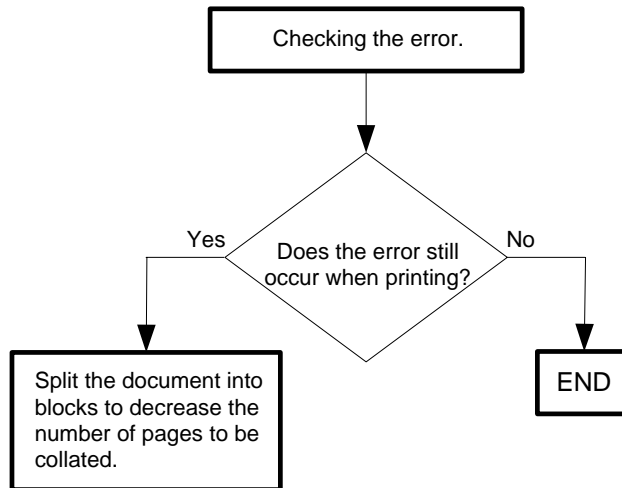 Checking the error.
Yes
Does the error still
occur when printing?
No
Split the document into
blocks to decrease the
number of pages to be
collated.
END